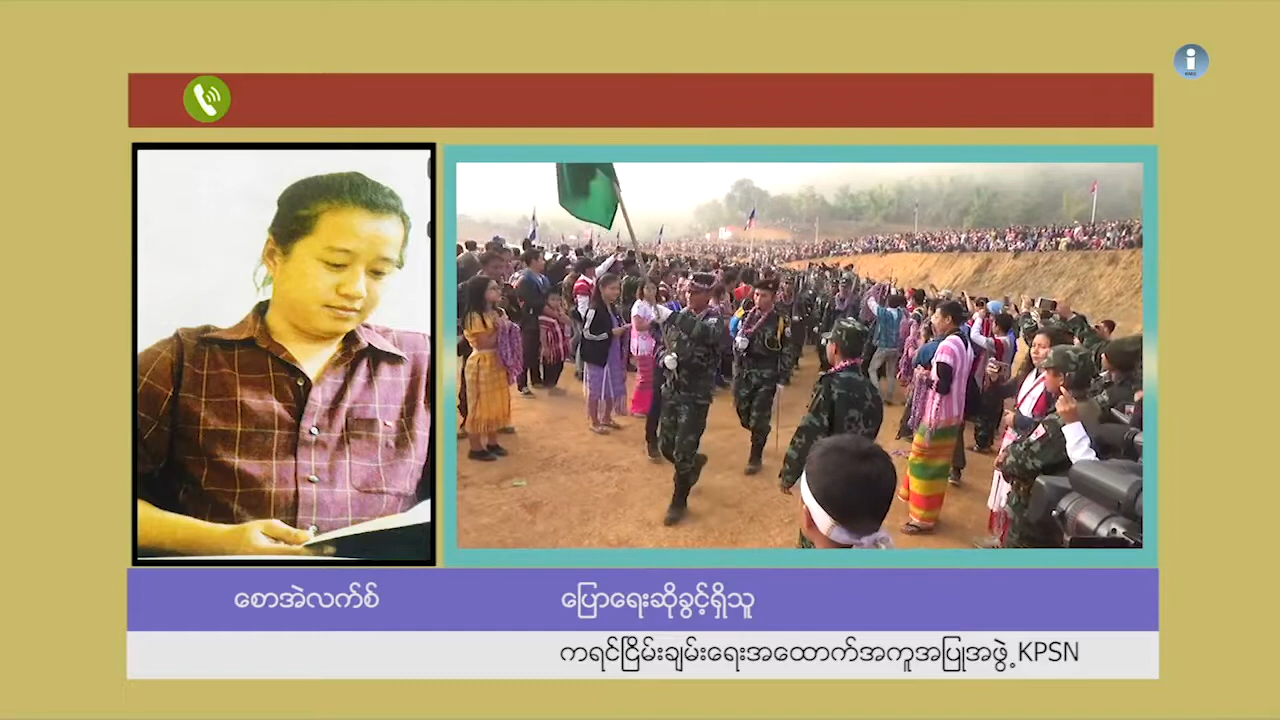 စောအဲလက်စ်
ပြောရေးဆိုခွင့်ရှိသူ
ကရင်ငြိမ်းချမ်းရေးအထောက်အကူအပြုအဖွဲ့ KPSN